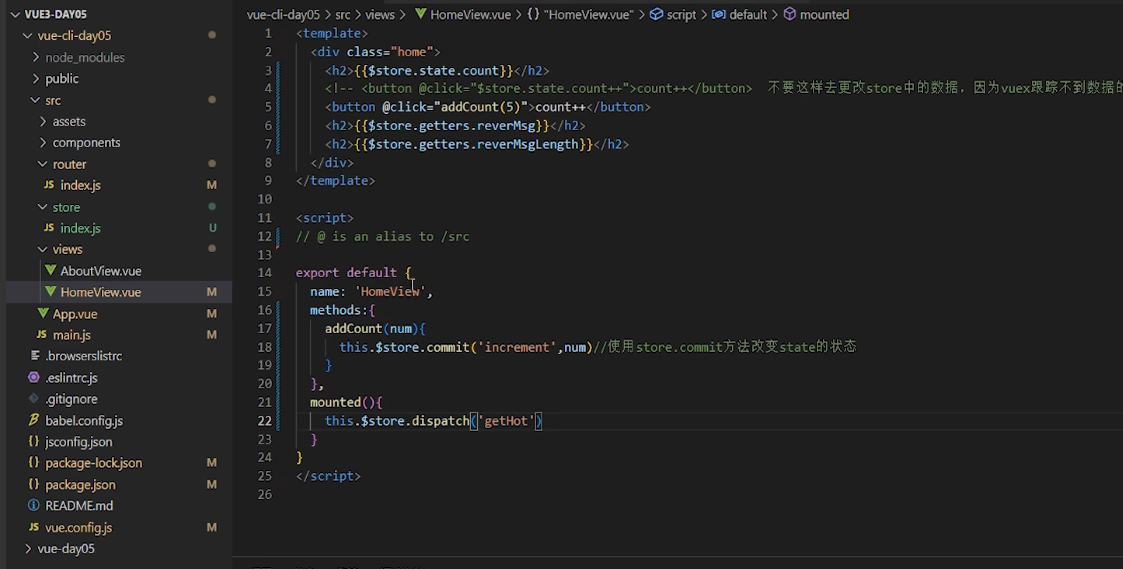 VUE3-DAY05
vue-cli-day05
node_modules
public
src
assets
components
router
JS index.js M
store
JS index.js U
views
AboutView.vue
HomeView.vue M
App.vue M
JS main.js M
.browserslistrc
.eslintrc.js
.gitignore
babel.config.js
jsconfig.json
package-lock.json M
package.json M
README.md
JS vue.config.js M
vue-day05
vue-cli-day05 > src > views > HomeView.vue > {} "HomeView.vue" > script > default > mounted
1 <template>
2 <div class="home">
3 <h2>{{$store.state.count}}</h2>
4 <!-- <button @click="$store.state.count++">count++</button> 不要这样去更改store中的数据，因为vuex跟踪不到数据的
5 <button @click="addCount(5)">count++</button>
6 <h2>{{$store.getters.reverMsg}}</h2>
7 <h2>{{$store.getters.reverMsgLength}}</h2>
8 </div>
9 </template>
10
11 <script>
12 // @ is an alias to /src
13
14 export default {
15 name: 'HomeView',
16 methods:{
17 addCount(num){
18 this.$store.commit('increment',num)//使用store.commit方法改变state的状态
19 }
20 },
21 mounted(){
22 this.$store.dispatch('getHot')
23 }
24 }
25 </script>
26